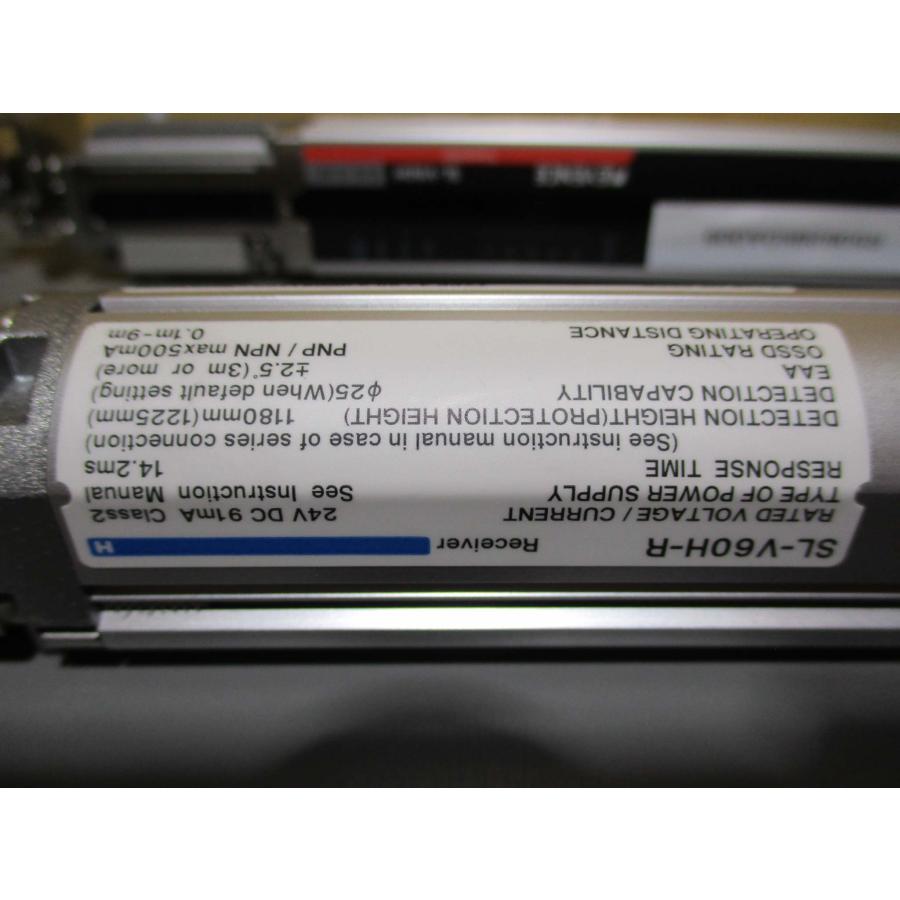 SL-V60H-R Receiver H
RATED VOLTAGE / CURRENT 24V DC 91mA Class2
TYPE OF POWER SUPPLY See Instruction Manual
RESPONSE TIME 14.2ms
(See instruction manual in case of series connection)
DETECTION HEIGHT(PROTECTION HEIGHT) 1180mm(1225mm)
DETECTION CAPABILITY φ25(When default setting)
EAA ±2.5°(3m or more)
OSSD RATING PNP / NPN max500mA
OPERATING DISTANCE 0.1m-9m
KEYENCE